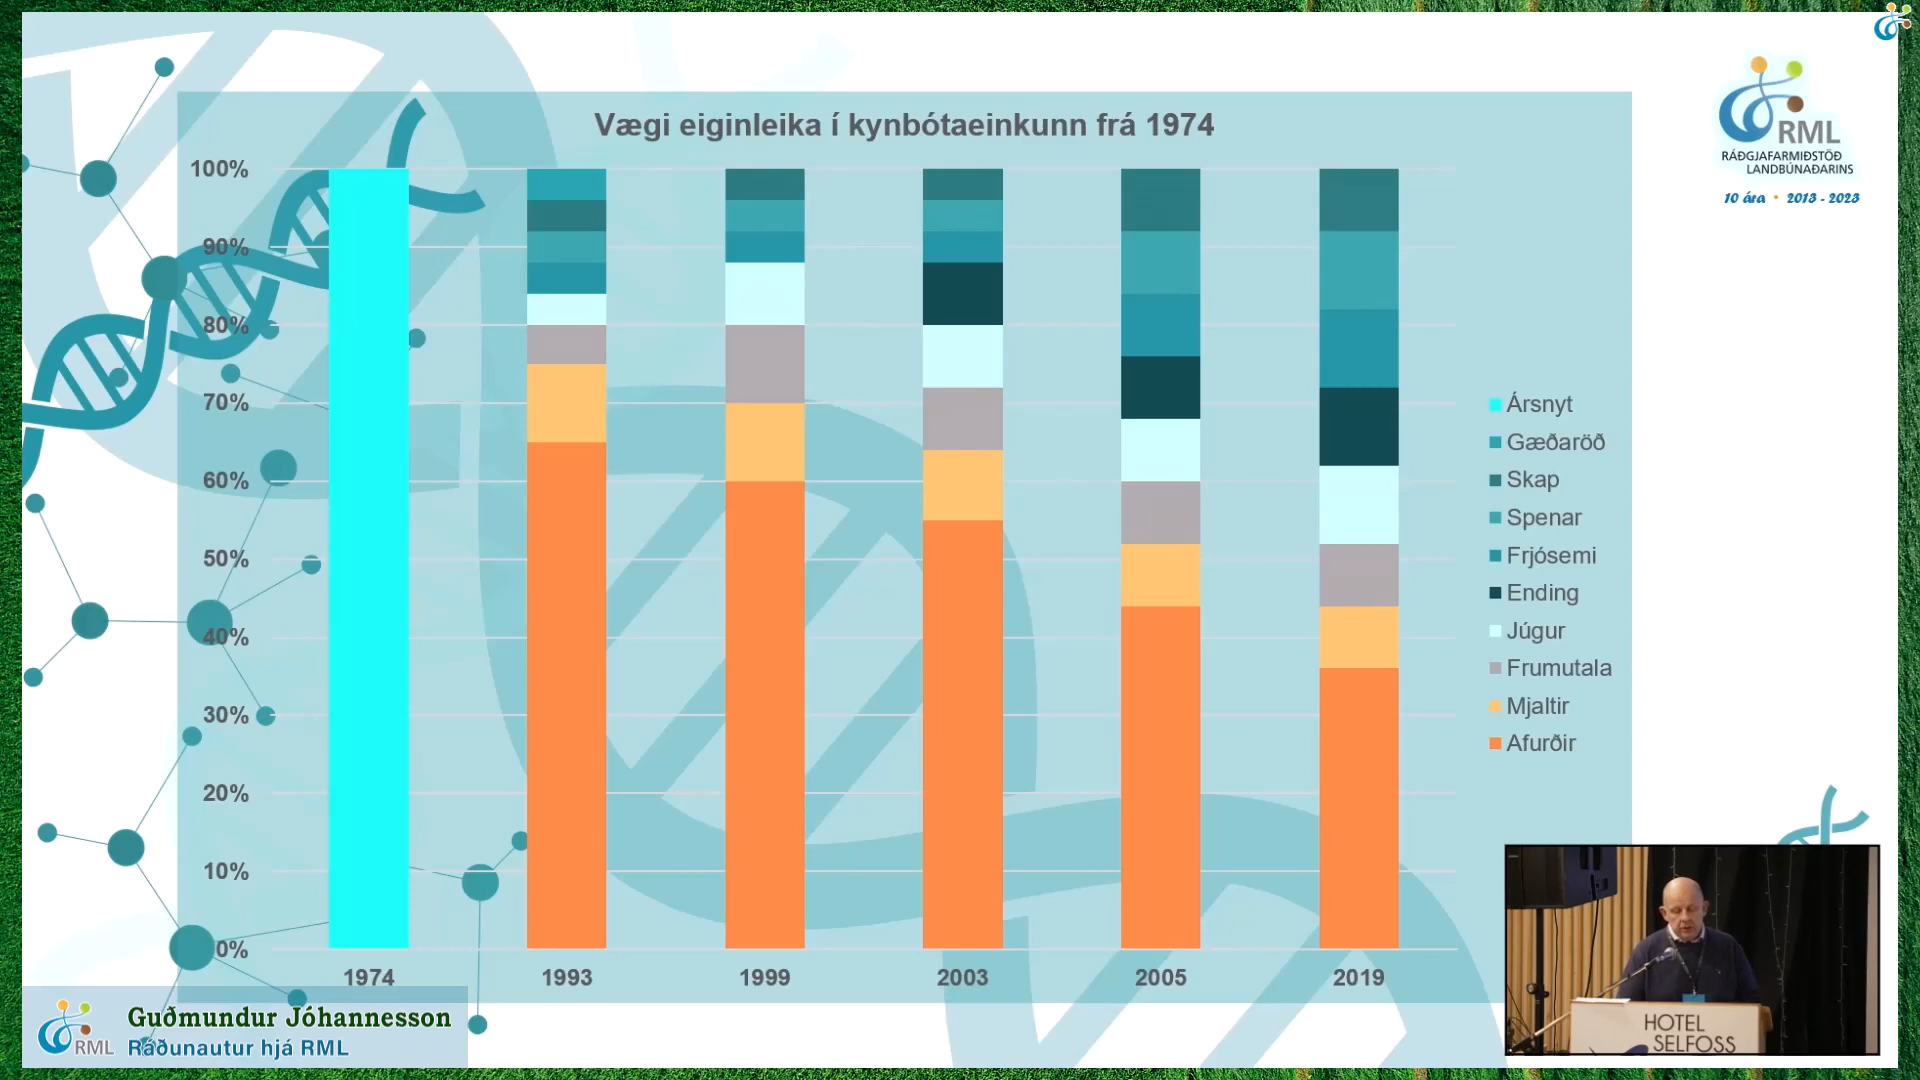 Vægi eiginleika í kynbótaeinkunn frá 1974
100%
90%
80%
70%
60%
50%
40%
30%
20%
10%
0%
1974
1993
1999
2003
2005
2019
Ársnyt
Gæðaröð
Skap
Spenar
Frjósemi
Ending
Júgur
Frumutala
Mjaltir
Afurðir
RML
RÁÐGJAFARMIÐSTÖÐ
LANDBÚNAÐARINS
10 ára • 2013 - 2023
RML
Guðmundur Jóhannesson
Ráðunautur hjá RML
HOTEL
SELFOSS